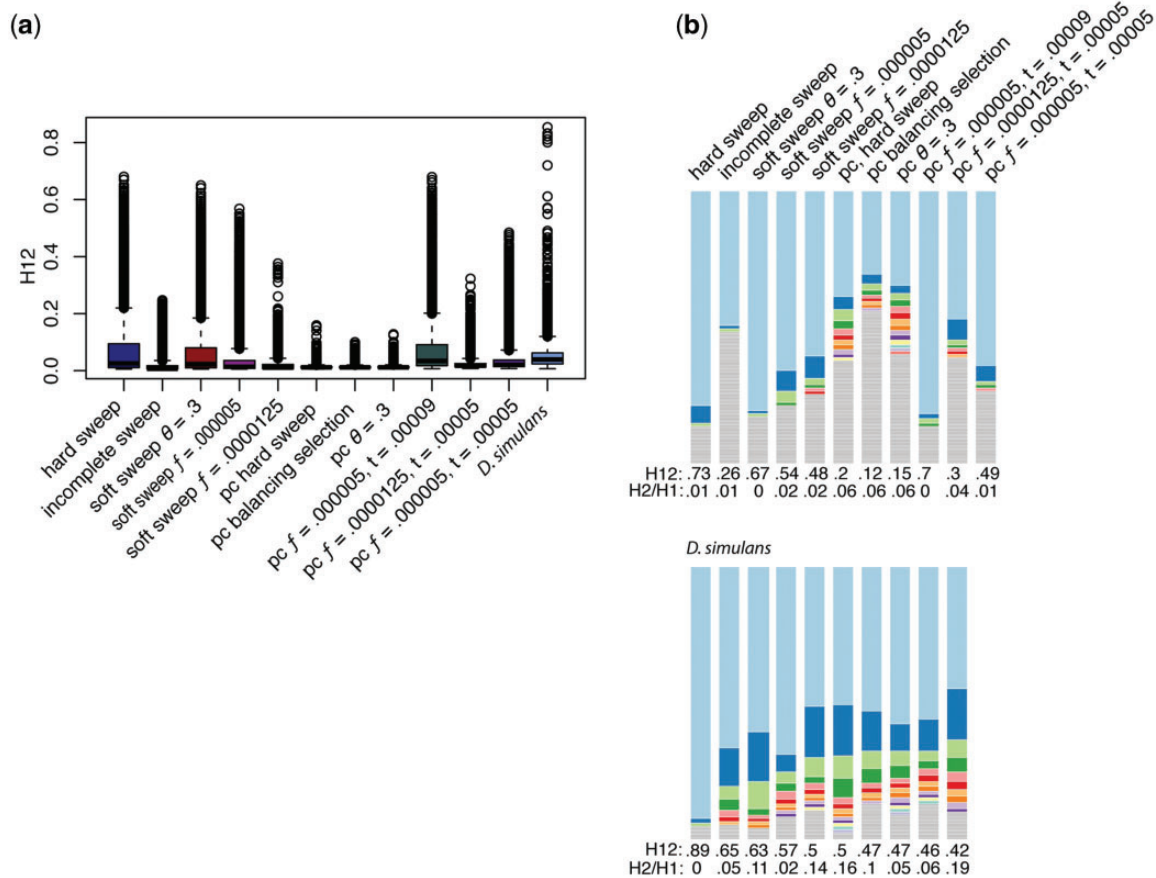 (a)
H12
0.8
0.6
0.4
0.2
0.0
hard sweep
incomplete sweep
soft sweep θ = .3
soft sweep f = .000005
soft sweep f = .0000125
pc hard sweep
pc balancing selection
pc θ = .3
pc f = .000005, t = .00009
pc f = .0000125, t = .00005
pc f = .000005, t = .00005
D. simulans
(b)
hard sweep
incomplete sweep
soft sweep θ = .3
soft sweep f = .000005
soft sweep f = .0000125
pc, hard sweep
pc balancing selection
pc θ = .3
pc f = .000005, t = .00009
pc f = .0000125, t = .00005
pc f = .000005, t = .00005
H12: .73 .26 .67 .54 .48 .2 .12 .15 .7 .3 .49
H2/H1: .01 .01 0 .02 .02 .06 .06 .06 0 .04 .01
D. simulans
H12: .89 .65 .63 .57 .5 .5 .47 .47 .46 .42
H2/H1: 0 .05 .11 .02 .14 .16 .1 .05 .06 .19